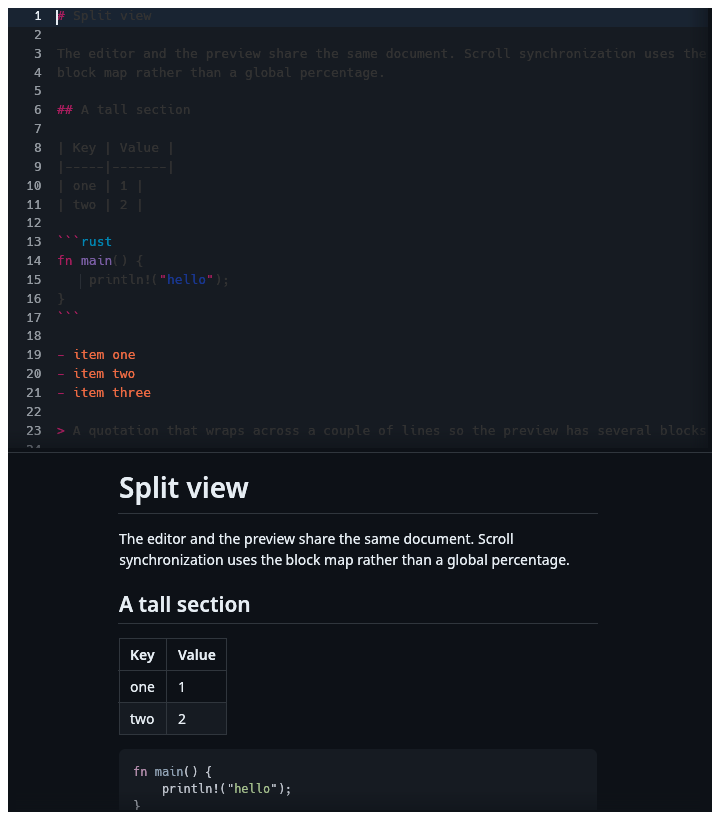 1 # Split view
2
3 The editor and the preview share the same document. Scroll synchronization uses the
4 block map rather than a global percentage.
5
6 ## A tall section
7
8 | Key | Value |
9 |-----|-------|
10 | one | 1 |
11 | two | 2 |
12
13 ```rust
14 fn main() {
15     println!("hello");
16 }
17 ```
18
19 - item one
20 - item two
21 - item three
22
23 > A quotation that wraps across a couple of lines so the preview has several blocks
Split view
The editor and the preview share the same document. Scroll
synchronization uses the block map rather than a global percentage.
A tall section
Key Value
one 1
two 2
fn main() {
    println!("hello");
}